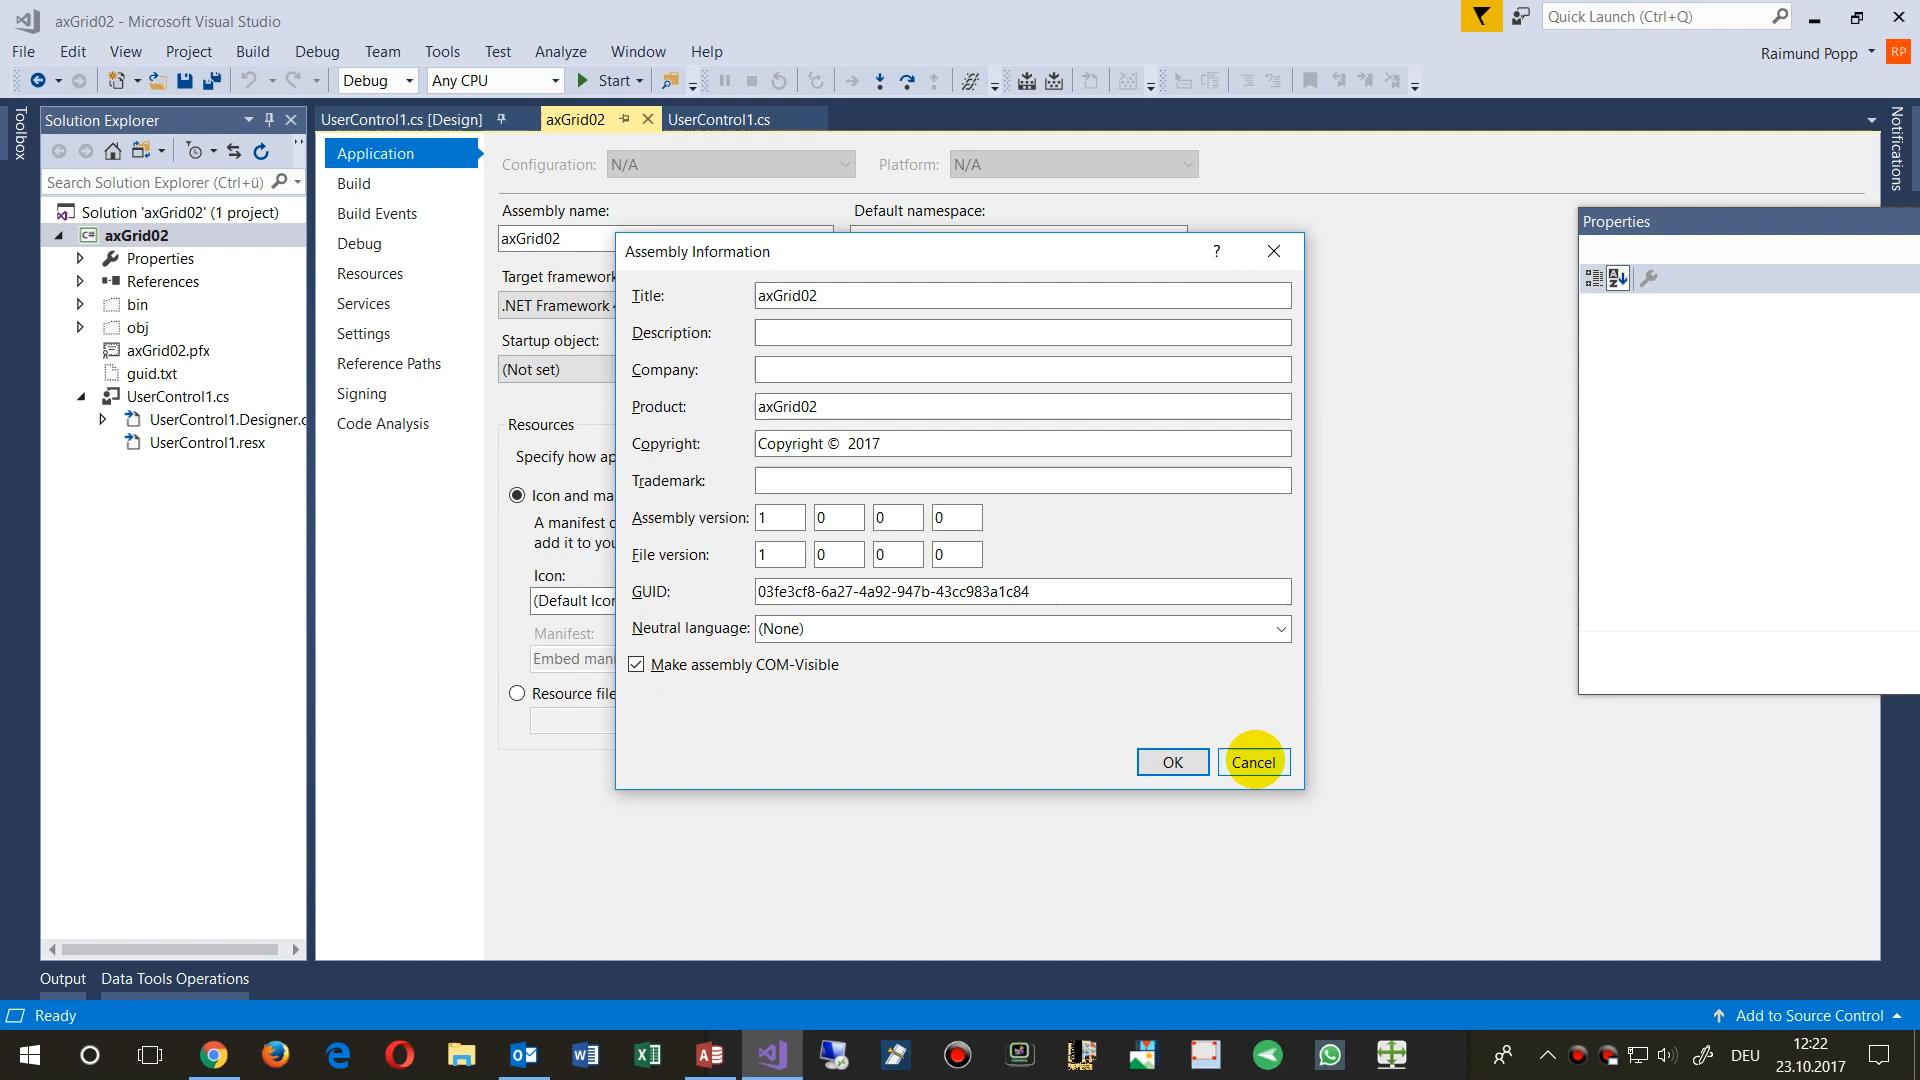 axGrid02 - Microsoft Visual Studio
Quick Launch (Ctrl+Q)
File Edit View Project Build Debug Team Tools Test Analyze Window Help
Raimund Popp RP
Debug Any CPU Start
Toolbox
Solution Explorer
Search Solution Explorer (Ctrl+ü)
Solution 'axGrid02' (1 project)
C# axGrid02
Properties
References
bin
obj
axGrid02.pfx
guid.txt
UserControl1.cs
UserControl1.Designer.c
UserControl1.resx
UserControl1.cs [Design] axGrid02 UserControl1.cs
Application
Build
Build Events
Debug
Resources
Services
Settings
Reference Paths
Signing
Code Analysis
Configuration: N/A Platform: N/A
Assembly name: Default namespace:
axGrid02
Target framework
.NET Framework 4
Startup object:
(Not set)
Resources
Specify how ap
Icon and ma
A manifest
add it to you
Icon:
(Default Icon
Manifest:
Embed mani
Resource file
Assembly Information ?
Title: axGrid02
Description:
Company:
Product: axGrid02
Copyright: Copyright © 2017
Trademark:
Assembly version: 1 0 0 0
File version: 1 0 0 0
GUID: 03fe3cf8-6a27-4a92-947b-43cc983a1c84
Neutral language: (None)
Make assembly COM-Visible
OK Cancel
Properties
Notifications
Output Data Tools Operations
Ready
Add to Source Control
DEU
12:22
23.10.2017